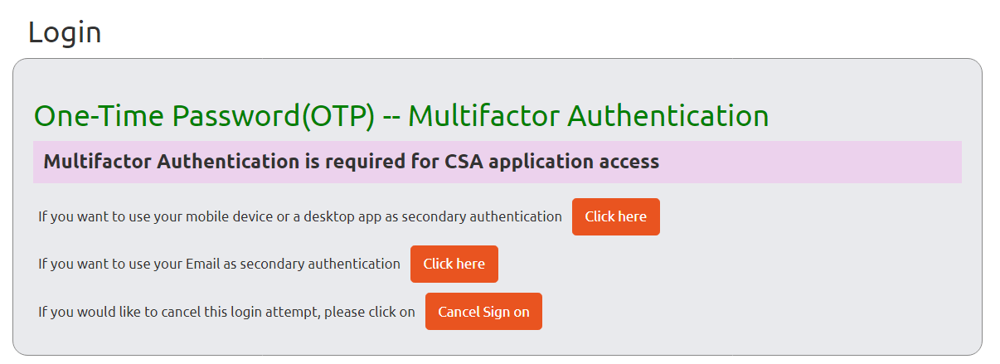 Login
One-Time Password(OTP) -- Multifactor Authentication
Multifactor Authentication is required for CSA application access
If you want to use your mobile device or a desktop app as secondary authentication Click here
If you want to use your Email as secondary authentication Click here
If you would like to cancel this login attempt, please click on Cancel Sign on